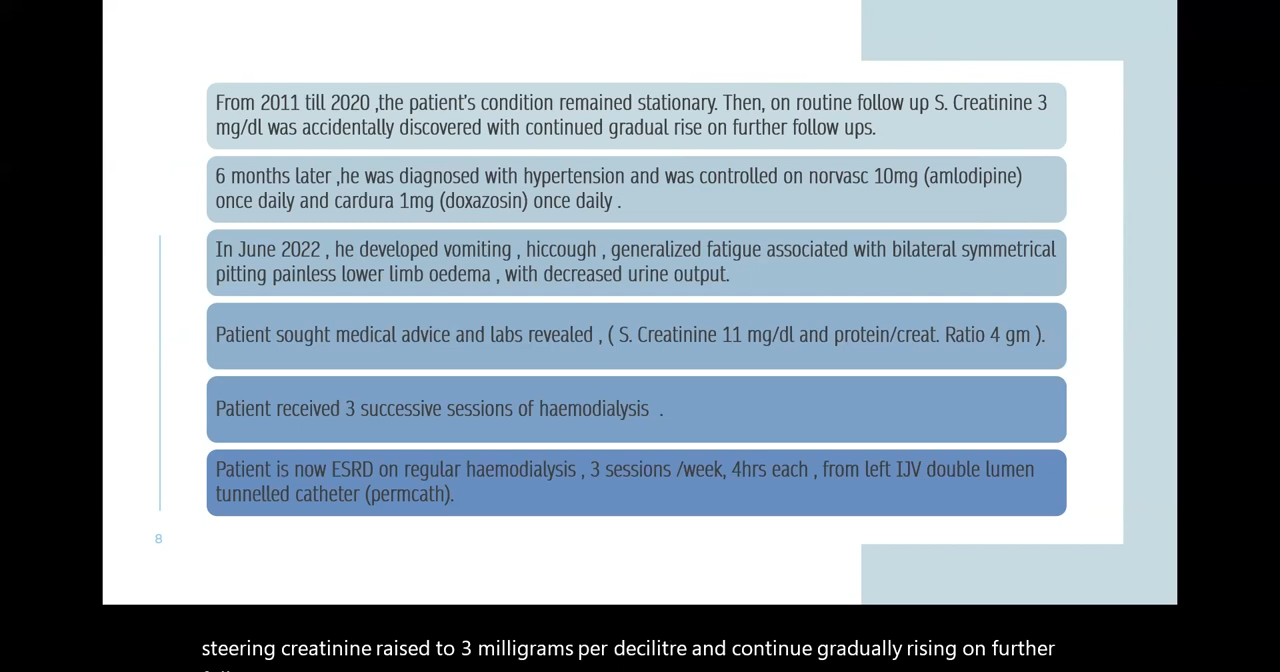 From 2011 till 2020 ,the patient's condition remained stationary. Then, on routine follow up S. Creatinine 3
mg/dl was accidentally discovered with continued gradual rise on further follow ups.
6 months later ,he was diagnosed with hypertension and was controlled on norvasc 10mg (amlodipine)
once daily and cardura 1mg (doxazosin) once daily .
In June 2022 , he developed vomiting , hiccough , generalized fatigue associated with bilateral symmetrical
pitting painless lower limb oedema , with decreased urine output.
Patient sought medical advice and labs revealed , ( S. Creatinine 11 mg/dl and protein/creat. Ratio 4 gm ).
Patient received 3 successive sessions of haemodialysis .
Patient is now ESRD on regular haemodialysis , 3 sessions /week, 4hrs each , from left IJV double lumen
tunnelled catheter (permcath).
8
steering creatinine raised to 3 milligrams per decilitre and continue gradually rising on further